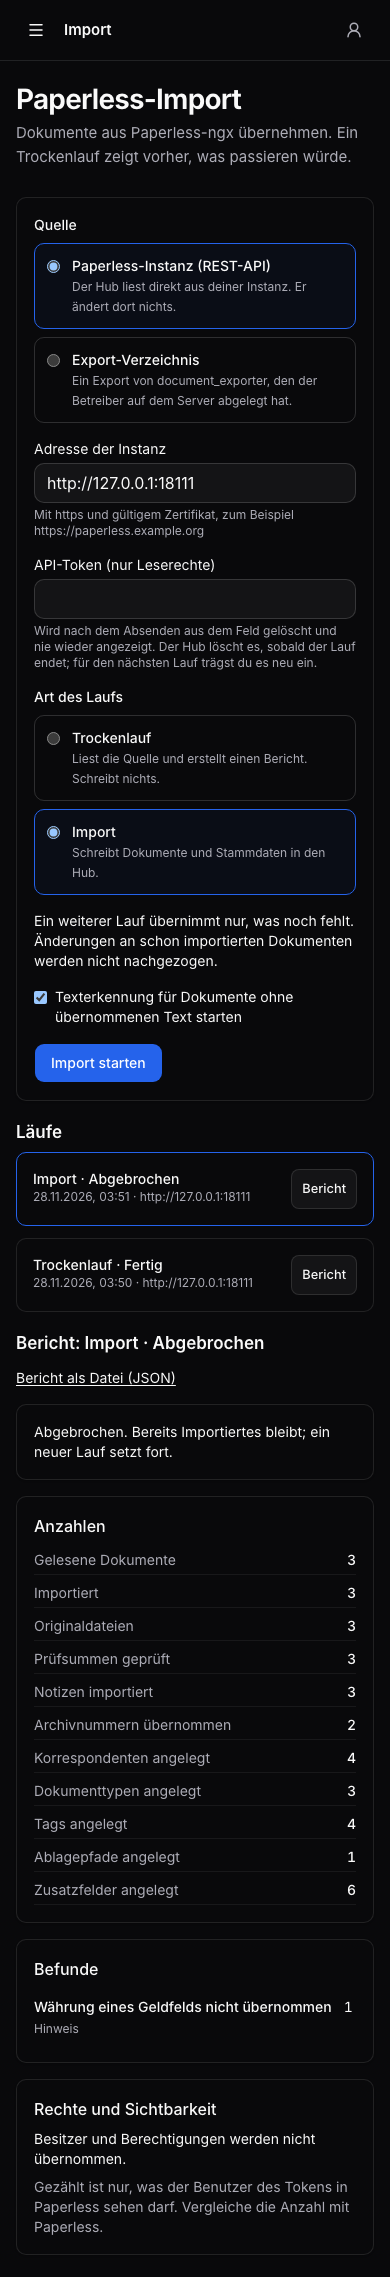 Import
Paperless-Import
Dokumente aus Paperless-ngx übernehmen. Ein
Trockenlauf zeigt vorher, was passieren würde.
Quelle
Paperless-Instanz (REST-API)
Der Hub liest direkt aus deiner Instanz. Er
ändert dort nichts.
Export-Verzeichnis
Ein Export von document_exporter, den der
Betreiber auf dem Server abgelegt hat.
Adresse der Instanz
http://127.0.0.1:18111
Mit https und gültigem Zertifikat, zum Beispiel
https://paperless.example.org
API-Token (nur Leserechte)
Wird nach dem Absenden aus dem Feld gelöscht und
nie wieder angezeigt. Der Hub löscht es, sobald der Lauf
endet; für den nächsten Lauf trägst du es neu ein.
Art des Laufs
Trockenlauf
Liest die Quelle und erstellt einen Bericht.
Schreibt nichts.
Import
Schreibt Dokumente und Stammdaten in den
Hub.
Ein weiterer Lauf übernimmt nur, was noch fehlt.
Änderungen an schon importierten Dokumenten
werden nicht nachgezogen.
Texterkennung für Dokumente ohne
übernommenen Text starten
Import starten
Läufe
Import · Abgebrochen
28.11.2026, 03:51 · http://127.0.0.1:18111
Bericht
Trockenlauf · Fertig
28.11.2026, 03:50 · http://127.0.0.1:18111
Bericht
Bericht: Import · Abgebrochen
Bericht als Datei (JSON)
Abgebrochen. Bereits Importiertes bleibt; ein
neuer Lauf setzt fort.
Anzahlen
Gelesene Dokumente 3
Importiert 3
Originaldateien 3
Prüfsummen geprüft 3
Notizen importiert 3
Archivnummern übernommen 2
Korrespondenten angelegt 4
Dokumenttypen angelegt 3
Tags angelegt 4
Ablagepfade angelegt 1
Zusatzfelder angelegt 6
Befunde
Währung eines Geldfelds nicht übernommen 1
Hinweis
Rechte und Sichtbarkeit
Besitzer und Berechtigungen werden nicht
übernommen.
Gezählt ist nur, was der Benutzer des Tokens in
Paperless sehen darf. Vergleiche die Anzahl mit
Paperless.